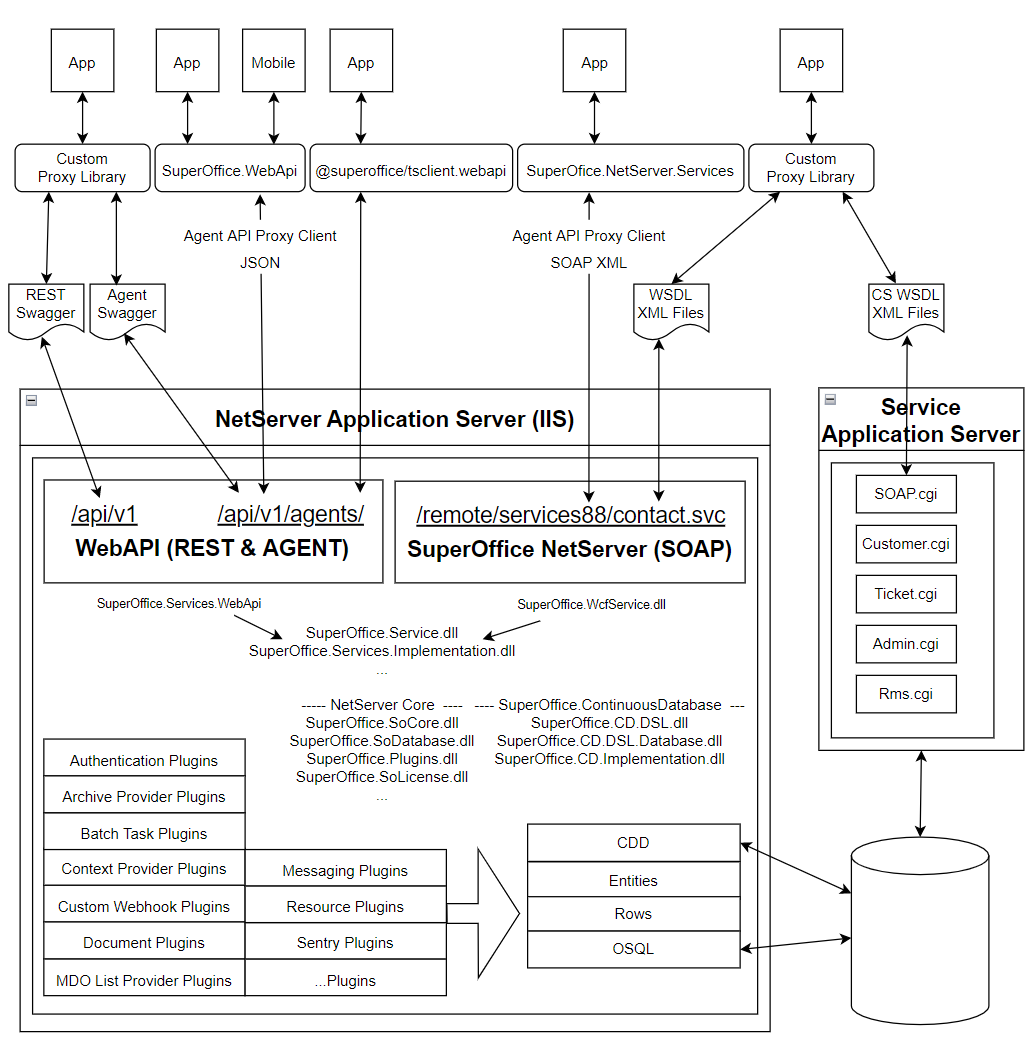 App
App
Mobile
App
App
App
Custom
Proxy Library
SuperOffice.WebApi
@superoffice/tsclient.webapi
SuperOfice.NetServer.Services
Custom
Proxy Library
Agent API Proxy Client
JSON
Agent API Proxy Client
SOAP XML
REST
Swagger
Agent
Swagger
WSDL
XML Files
CS WSDL
XML Files
NetServer Application Server (IIS)
Service
Application Server
/api/v1
/api/v1/agents/
WebAPI (REST & AGENT)
/remote/services88/contact.svc
SuperOffice NetServer (SOAP)
SOAP.cgi
Customer.cgi
Ticket.cgi
Admin.cgi
Rms.cgi
SuperOffice.Services.WebApi
SuperOffice.WcfService.dll
SuperOffice.Service.dll
SuperOffice.Services.Implementation.dll
...
----- NetServer Core ----
SuperOffice.SoCore.dll
SuperOffice.SoDatabase.dll
SuperOffice.Plugins.dll
SuperOffice.SoLicense.dll
...
---- SuperOffice.ContinuousDatabase ---
SuperOffice.CD.DSL.dll
SuperOffice.CD.DSL.Database.dll
SuperOffice.CD.Implementation.dll
Authentication Plugins
Archive Provider Plugins
Batch Task Plugins
Context Provider Plugins
Custom Webhook Plugins
Document Plugins
MDO List Provider Plugins
Messaging Plugins
Resource Plugins
Sentry Plugins
...Plugins
CDD
Entities
Rows
OSQL